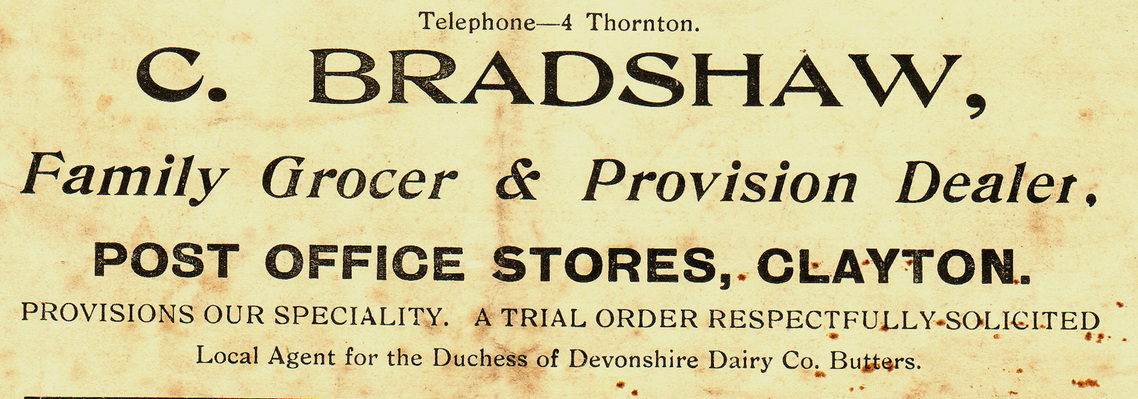 Telephone—4 Thornton.
C. BRADSHAW,
Family Grocer & Provision Dealer,
POST OFFICE STORES, CLAYTON.
PROVISIONS OUR SPECIALITY. A TRIAL ORDER RESPECTFULLY SOLICITED
Local Agent for the Duchess of Devonshire Dairy Co. Butters.